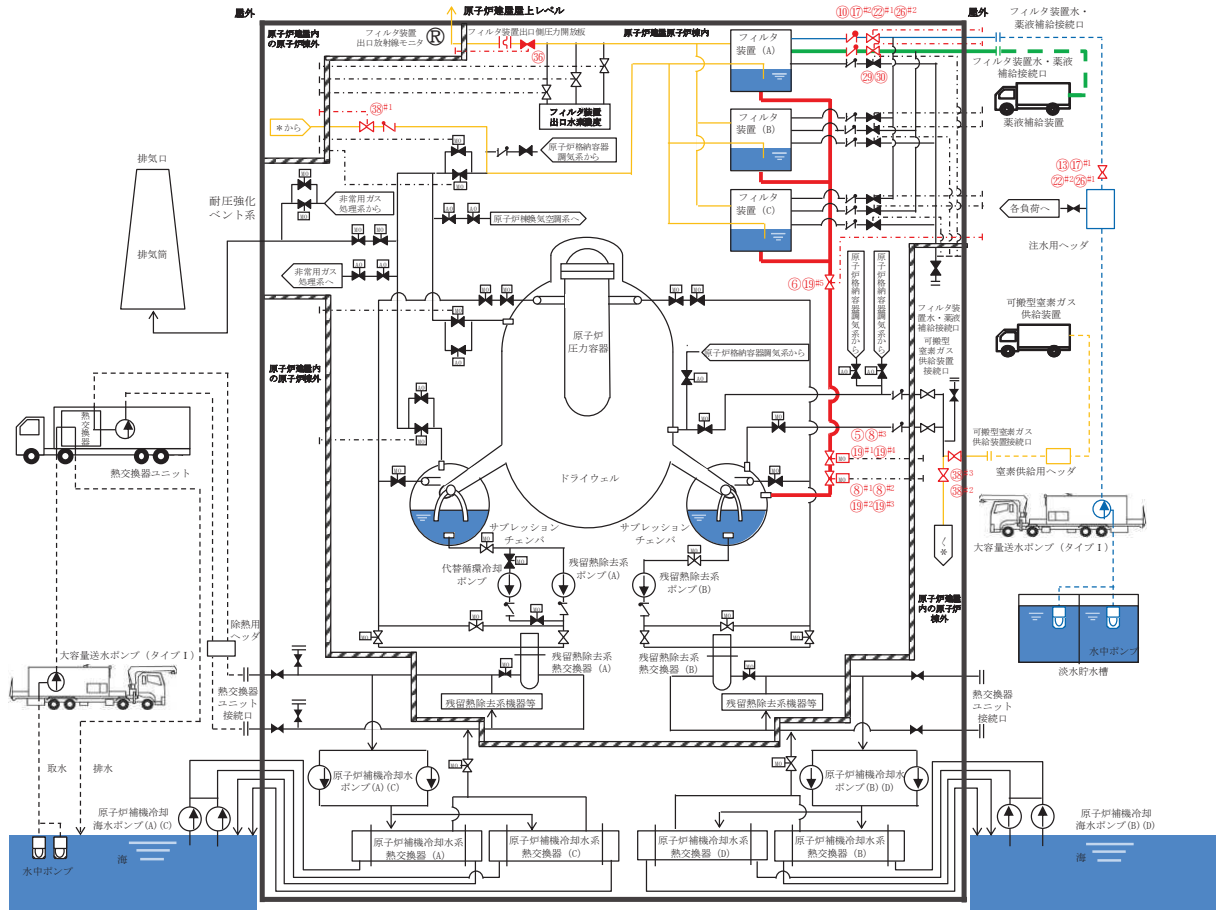 屋外
原子炉建屋屋上レベル
原子炉建屋内
の原子炉棟外
フィルタ装置
出口放射線モニタ
R
フィルタ装置出口側圧力開放板
㊱
原子炉建屋原子炉棟内
フィルタ
装置(A)
⑩⑰#2㉒#1㉖#2
屋外
フィルタ装置水・
薬液補給接続口
フィルタ装置水・薬液
補給接続口
㉙㉚
薬液補給装置
フィルタ装置
出口水素濃度
㊳#1
*から
フィルタ
装置(B)
原子炉格納容器
調気系から
⑬⑰#1
㉒#2㉖#1
排気口
耐圧強化
ベント系
非常用ガス
処理系から
フィルタ
装置(C)
各負荷へ
原子炉棟換気空調系へ
注水用ヘッダ
排気筒
非常用ガス
処理系へ
⑥⑲#5
原子炉格納容器調気系から
原子炉格納容器調気系から
フィルタ装
置水・薬液
補給接続口
可搬型
窒素ガス
供給装置
接続口
可搬型窒素ガス
供給装置
原子炉
圧力容器
原子炉格納容器調気系から
原子炉建屋内
の原子炉棟外
熱交換器
熱交換器ユニット
⑤⑧#3
⑲#1⑲#4
可搬型窒素ガス
供給装置接続口
窒素供給用ヘッダ
ドライウェル
㊳#3
㊳#2
⑧#1⑧#2
⑲#2⑲#3
サプレッション
チェンバ
サプレッション
チェンバ
大容量送水ポンプ(タイプⅠ)
代替循環冷却
ポンプ
残留熱除去系
ポンプ(A)
残留熱除去系
ポンプ(B)
原子炉建屋
内の原子炉
棟外
除熱用
ヘッダ
大容量送水ポンプ(タイプⅠ)
残留熱除去系
熱交換器(A)
残留熱除去系
熱交換器(B)
水中ポンプ
淡水貯水槽
熱交換器
ユニット
接続口
残留熱除去系機器等
残留熱除去系機器等
熱交換器
ユニット
接続口
取水
排水
原子炉補機冷却水
ポンプ(A)(C)
原子炉補機冷却水
ポンプ(B)(D)
原子炉補機冷却
海水ポンプ(A)(C)
原子炉補機冷却
海水ポンプ(B)(D)
原子炉補機冷却水系
熱交換器(A)
原子炉補機冷却水系
熱交換器(C)
原子炉補機冷却水系
熱交換器(D)
原子炉補機冷却水系
熱交換器(B)
海
水中ポンプ
海